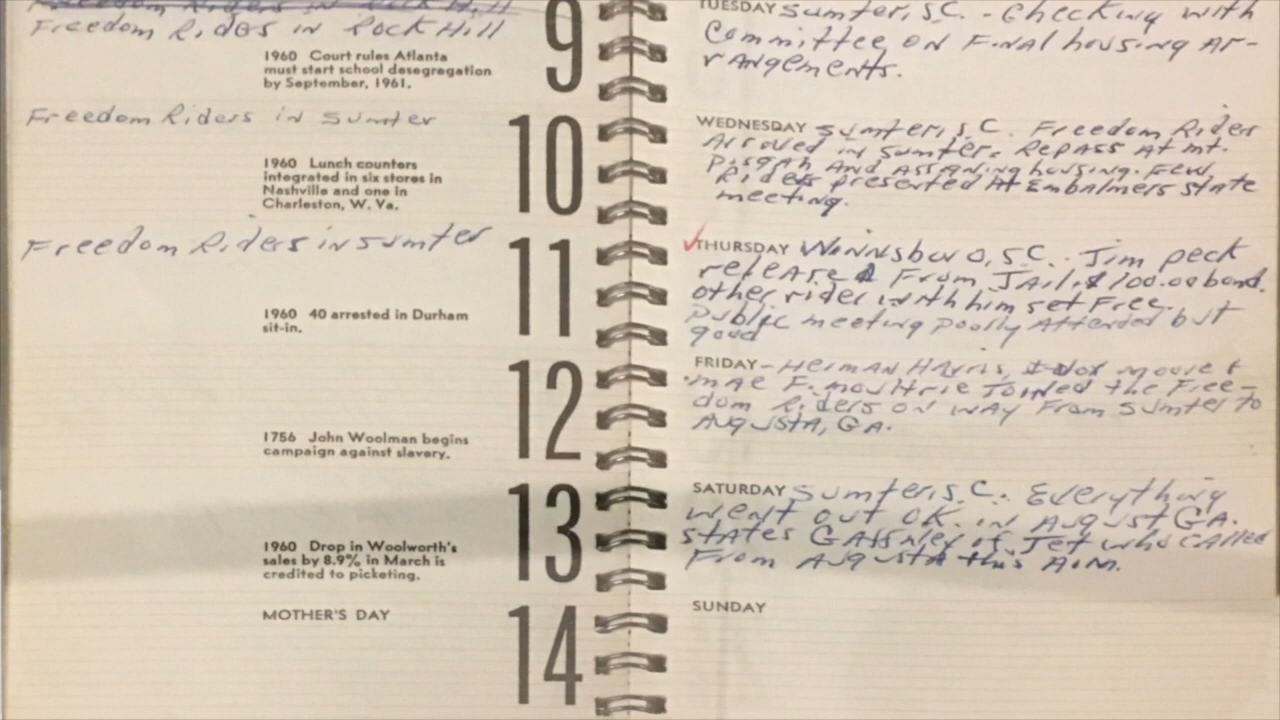 Freedom Riders in Rock Hill
Freedom Rides in Rock Hill
1960 Court rules Atlanta
must start school desegregation
by September, 1961.
9
TUESDAY Sumter, S.C. - Checking with
Committee on Final housing Ar-
rangements.
Freedom Riders in Sumter
1960 Lunch counters
integrated in six stores in
Nashville and one in
Charleston, W. Va.
10
WEDNESDAY Sumter, S.C. Freedom Rider
Arrived in Sumter. Repass At mt.
Pisgah And Assigning housing. Few
Riders presented At Embalmers State
meeting.
Freedom Riders in Sumter
1960 40 arrested in Durham
sit-in.
11
THURSDAY Winnsboro, S.C. Jim peck
released From Jail. $100.00 bond.
other rider with him set Free.
public meeting poorly Attended but
good
1756 John Woolman begins
campaign against slavery.
12
FRIDAY - Herman Harris, moore &
mae F. moultrie Joined the Free-
dom Riders on way From Sumter to
Augusta, GA.
1960 Drop in Woolworth's
sales by 8.9% in March is
credited to picketing.
13
SATURDAY Sumter, S.C. Everything
went out OK. in August GA.
states of Jet who called
From Augusta this A.M.
MOTHER'S DAY
14
SUNDAY